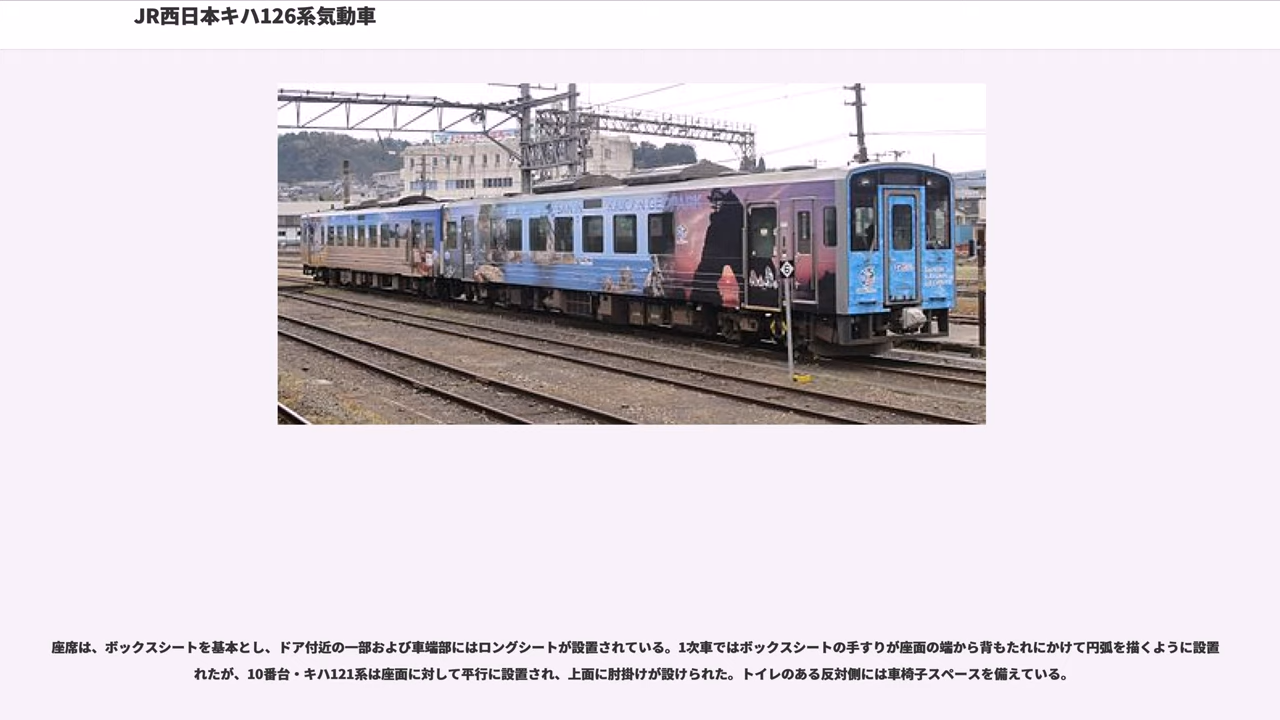 JR西日本キハ126系気動車
座席は、ボックスシートを基本とし、ドア付近の一部および車端部にはロングシートが設置されている。1次車ではボックスシートの手すりが座面の端から背もたれにかけて円弧を描くように設置
れたが、10番台・キハ121系は座面に対して平行に設置され、上面に肘掛けが設けられた。トイレのある反対側には車椅子スペースを備えている。